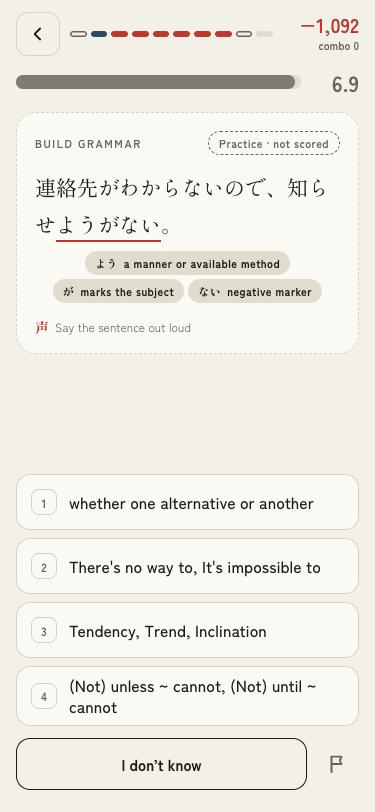 −1,092
combo 0
6.9
BUILD GRAMMAR
Practice · not scored
連絡先がわからないので、知ら
せようがない。
よう a manner or available method
が marks the subject
ない negative marker
声 Say the sentence out loud
1 whether one alternative or another
2 There's no way to, It's impossible to
3 Tendency, Trend, Inclination
4 (Not) unless ~ cannot, (Not) until ~
cannot
I don't know